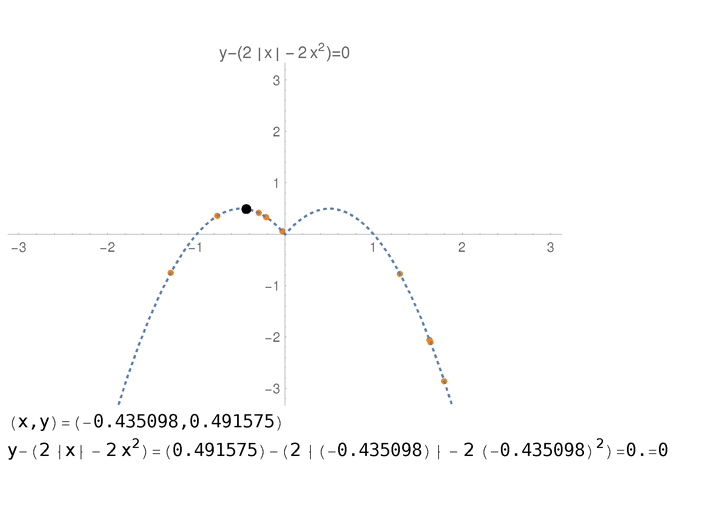 y−(2 |x| − 2 x²)=0
3
2
1
−3 −2 −1 1 2 3
−1
−2
−3
(x,y)=(−0.435098,0.491575)
y−(2 |x| − 2 x²)=(0.491575)−(2 | (−0.435098) | − 2 (−0.435098)²)=0.=0